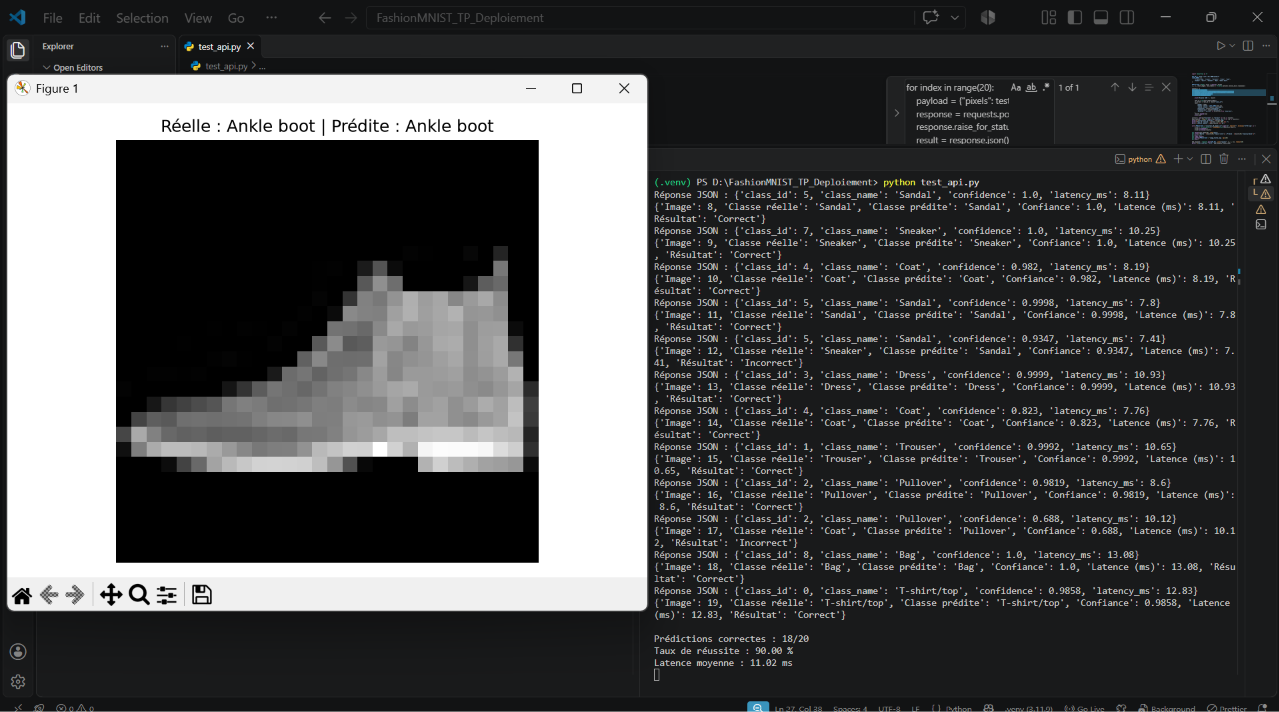 File Edit Selection View Go ··· FashionMNIST_TP_Deploiement
Explorer ···
test_api.py
Open Editors
test_api.py > ...
Figure 1
Réelle : Ankle boot | Prédite : Ankle boot
for index in range(20): Aa ab .* 1 of 1
payload = {"pixels": test
response = requests.po
response.raise_for_statu
result = response.json()
python
(.venv) PS D:\FashionMNIST_TP_Deploiement> python test_api.py
Réponse JSON : {'class_id': 5, 'class_name': 'Sandal', 'confidence': 1.0, 'latency_ms': 8.11}
{'Image': 8, 'Classe réelle': 'Sandal', 'Classe prédite': 'Sandal', 'Confiance': 1.0, 'Latence (ms)': 8.11, '
Résultat': 'Correct'}
Réponse JSON : {'class_id': 7, 'class_name': 'Sneaker', 'confidence': 1.0, 'latency_ms': 10.25}
{'Image': 9, 'Classe réelle': 'Sneaker', 'Classe prédite': 'Sneaker', 'Confiance': 1.0, 'Latence (ms)': 10.25
, 'Résultat': 'Correct'}
Réponse JSON : {'class_id': 4, 'class_name': 'Coat', 'confidence': 0.982, 'latency_ms': 8.19}
{'Image': 10, 'Classe réelle': 'Coat', 'Classe prédite': 'Coat', 'Confiance': 0.982, 'Latence (ms)': 8.19, 'R
ésultat': 'Correct'}
Réponse JSON : {'class_id': 5, 'class_name': 'Sandal', 'confidence': 0.9998, 'latency_ms': 7.8}
{'Image': 11, 'Classe réelle': 'Sandal', 'Classe prédite': 'Sandal', 'Confiance': 0.9998, 'Latence (ms)': 7.8
, 'Résultat': 'Correct'}
Réponse JSON : {'class_id': 5, 'class_name': 'Sandal', 'confidence': 0.9347, 'latency_ms': 7.41}
{'Image': 12, 'Classe réelle': 'Sneaker', 'Classe prédite': 'Sandal', 'Confiance': 0.9347, 'Latence (ms)': 7.
41, 'Résultat': 'Incorrect'}
Réponse JSON : {'class_id': 3, 'class_name': 'Dress', 'confidence': 0.9999, 'latency_ms': 10.93}
{'Image': 13, 'Classe réelle': 'Dress', 'Classe prédite': 'Dress', 'Confiance': 0.9999, 'Latence (ms)': 10.93
, 'Résultat': 'Correct'}
Réponse JSON : {'class_id': 4, 'class_name': 'Coat', 'confidence': 0.823, 'latency_ms': 7.76}
{'Image': 14, 'Classe réelle': 'Coat', 'Classe prédite': 'Coat', 'Confiance': 0.823, 'Latence (ms)': 7.76, 'R
ésultat': 'Correct'}
Réponse JSON : {'class_id': 1, 'class_name': 'Trouser', 'confidence': 0.9992, 'latency_ms': 10.65}
{'Image': 15, 'Classe réelle': 'Trouser', 'Classe prédite': 'Trouser', 'Confiance': 0.9992, 'Latence (ms)': 1
0.65, 'Résultat': 'Correct'}
Réponse JSON : {'class_id': 2, 'class_name': 'Pullover', 'confidence': 0.9819, 'latency_ms': 8.6}
{'Image': 16, 'Classe réelle': 'Pullover', 'Classe prédite': 'Pullover', 'Confiance': 0.9819, 'Latence (ms)':
8.6, 'Résultat': 'Correct'}
Réponse JSON : {'class_id': 2, 'class_name': 'Pullover', 'confidence': 0.688, 'latency_ms': 10.12}
{'Image': 17, 'Classe réelle': 'Coat', 'Classe prédite': 'Pullover', 'Confiance': 0.688, 'Latence (ms)': 10.1
2, 'Résultat': 'Incorrect'}
Réponse JSON : {'class_id': 8, 'class_name': 'Bag', 'confidence': 1.0, 'latency_ms': 13.08}
{'Image': 18, 'Classe réelle': 'Bag', 'Classe prédite': 'Bag', 'Confiance': 1.0, 'Latence (ms)': 13.08, 'Résu
ltat': 'Correct'}
Réponse JSON : {'class_id': 0, 'class_name': 'T-shirt/top', 'confidence': 0.9858, 'latency_ms': 12.83}
{'Image': 19, 'Classe réelle': 'T-shirt/top', 'Classe prédite': 'T-shirt/top', 'Confiance': 0.9858, 'Latence
(ms)': 12.83, 'Résultat': 'Correct'}
Prédictions correctes : 18/20
Taux de réussite : 90.00 %
Latence moyenne : 11.02 ms
0 0 Ln 27, Col 38 Spaces: 4 UTF-8 LF {} Python .venv (3.11.9) Go Live Background Prettier